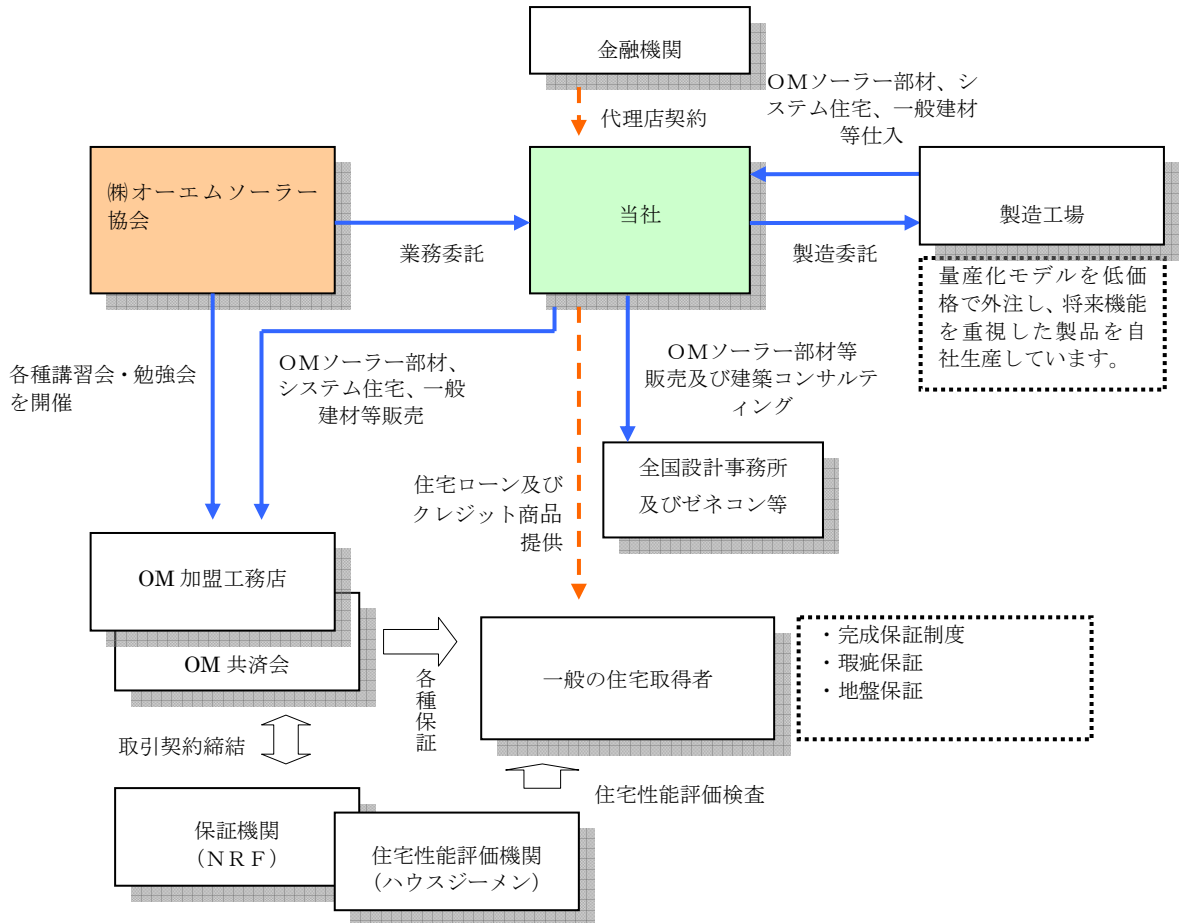 金融機関
代理店契約
ＯＭソーラー部材、シ
ステム住宅、一般建材
等仕入
㈱オーエムソーラー
協会
業務委託
当社
製造委託
製造工場
量産化モデルを低価
格で外注し、将来機能
を重視した製品を自
社生産しています。
各種講習会・勉強会
を開催
ＯＭソーラー部材、
システム住宅、一般
建材等販売
ＯＭソーラー部材等
販売及び建築コンサルテ
ィング
住宅ローン及び
クレジット商品
提供
全国設計事務所
及びゼネコン等
OM 加盟工務店
OM 共済会
各種保証
一般の住宅取得者
・完成保証制度
・瑕疵保証
・地盤保証
取引契約締結
住宅性能評価検査
保証機関
（ＮＲＦ）
住宅性能評価機関
（ハウスジーメン）